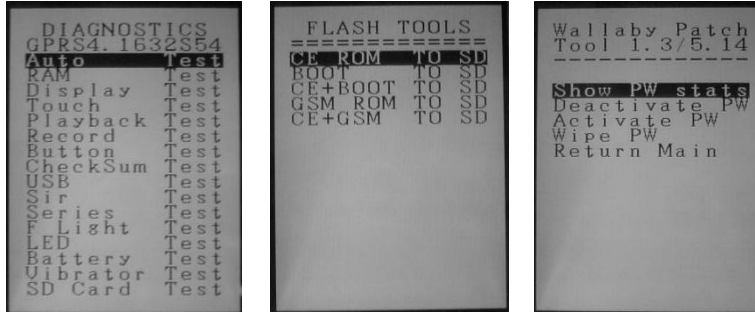 DIAGNOSTICS
GPRS4.1632S54
Auto Test
RAM Test
Display Test
Touch Test
Playback Test
Record Test
Button Test
CheckSum Test
USB Test
Sir Test
Series Test
F Light Test
LED Test
Battery Test
Vibrator Test
SD Card Test
FLASH TOOLS
=============
CE ROM TO SD
BOOT TO SD
CE+BOOT TO SD
GSM ROM TO SD
CE+GSM TO SD
Wallaby Patch
Tool 1.3/5.14
-------------
Show PW stats
Deactivate PW
Activate PW
Wipe PW
Return Main